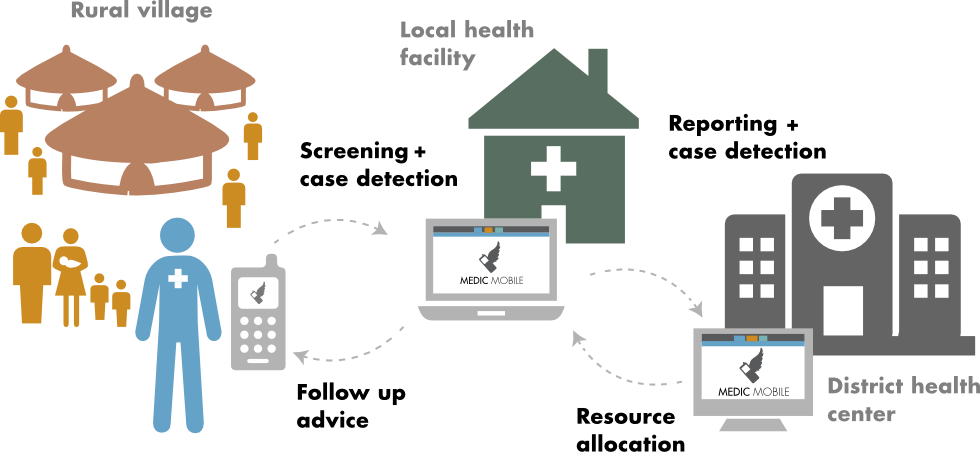 Rural village
Local health
facility
Screening +
case detection
Reporting +
case detection
MEDIC MOBILE
Follow up
advice
Resource
allocation
MEDIC MOBILE
District health
center